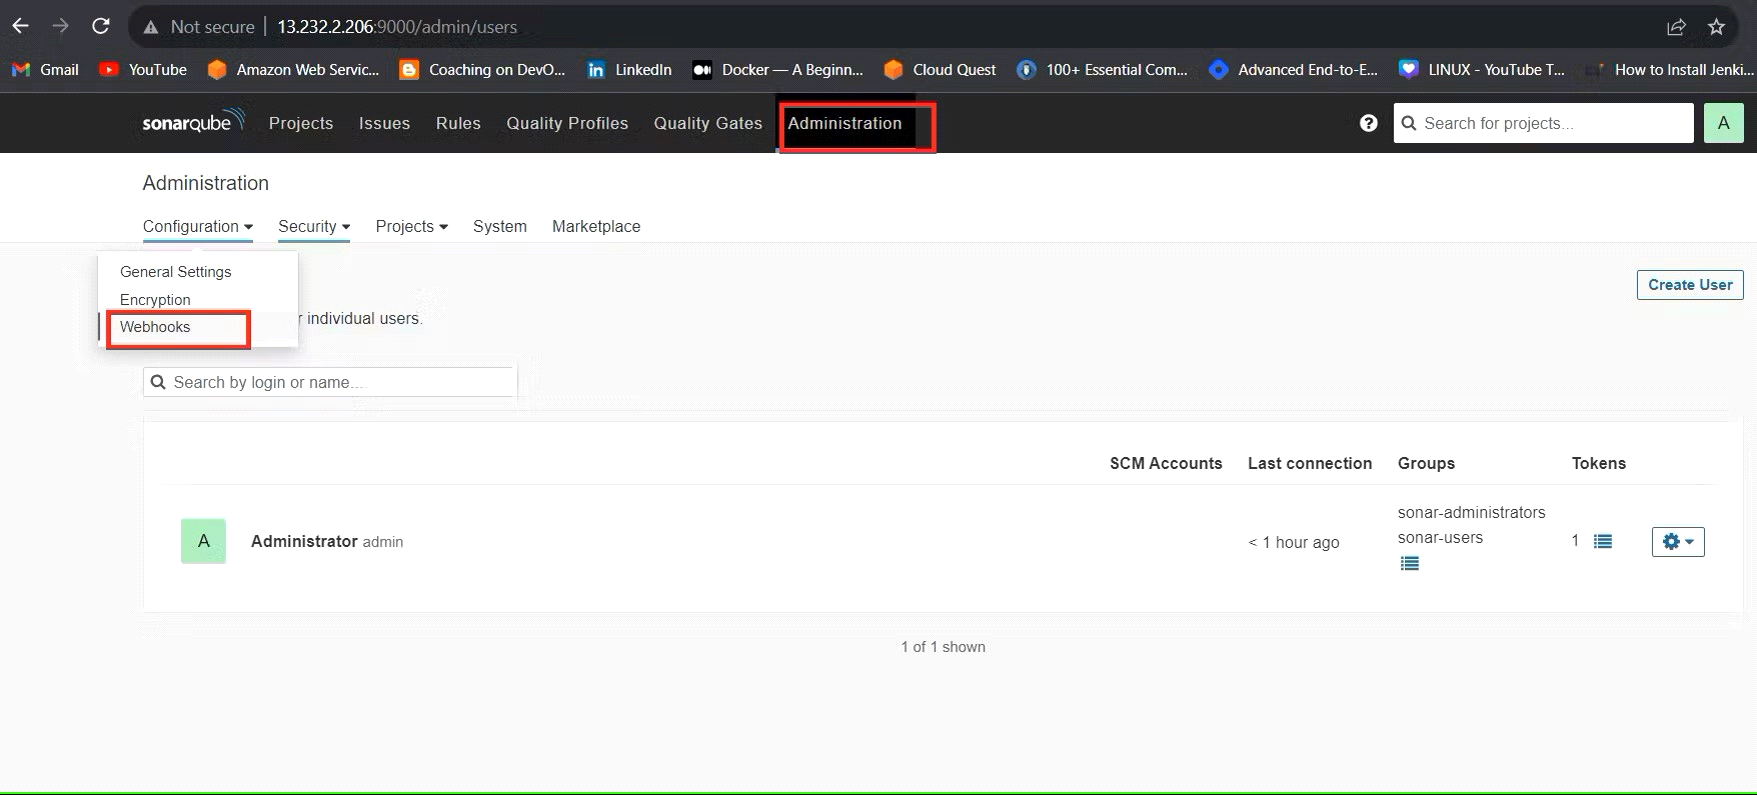 Not secure | 13.232.2.206:9000/admin/users
Gmail YouTube Amazon Web Servic... Coaching on DevO... LinkedIn Docker — A Beginn... Cloud Quest 100+ Essential Com... Advanced End-to-E... LINUX - YouTube T... How to Install Jenki...
sonarqube Projects Issues Rules Quality Profiles Quality Gates Administration ? Search for projects... A
Administration
Configuration Security Projects System Marketplace
General Settings
Create User
Encryption
r individual users.
Webhooks
Search by login or name...
SCM Accounts Last connection Groups Tokens
A Administrator admin < 1 hour ago sonar-administrators 1
sonar-users
1 of 1 shown